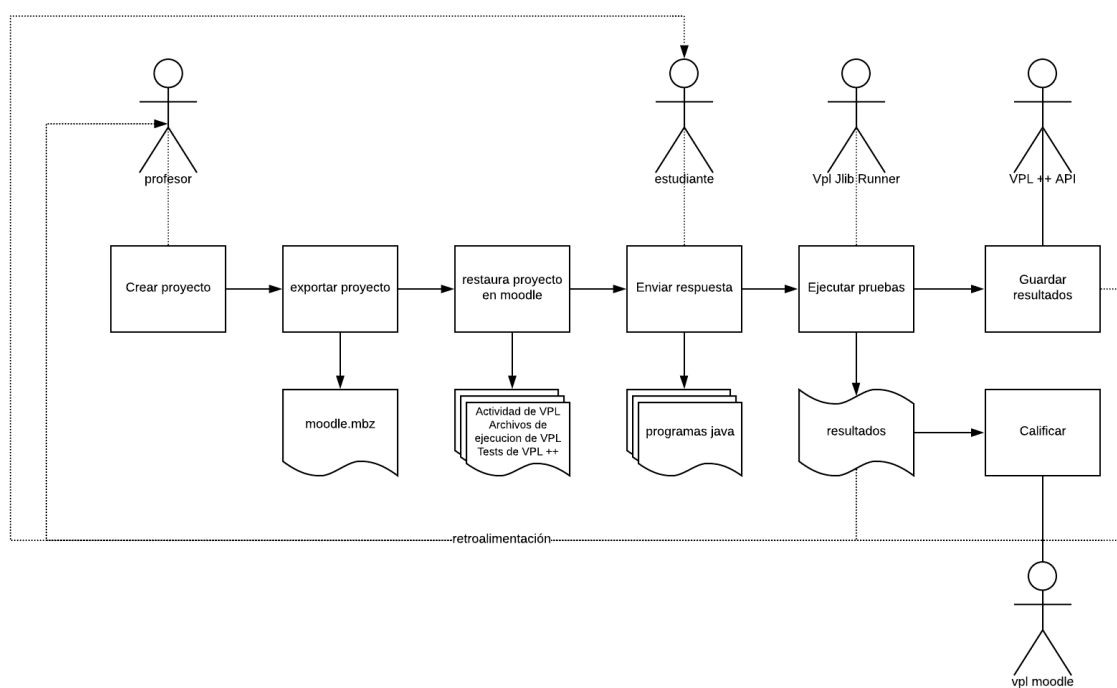 profesor
estudiante
Vpl Jlib Runner
VPL ++ API
Crear proyecto
exportar proyecto
restaura proyecto
en moodle
Enviar respuesta
Ejecutar pruebas
Guardar
resultados
moodle.mbz
Actividad de VPL
Archivos de
ejecucion de VPL
Tests de VPL ++
programas java
resultados
Calificar
retroalimentación
vpl moodle